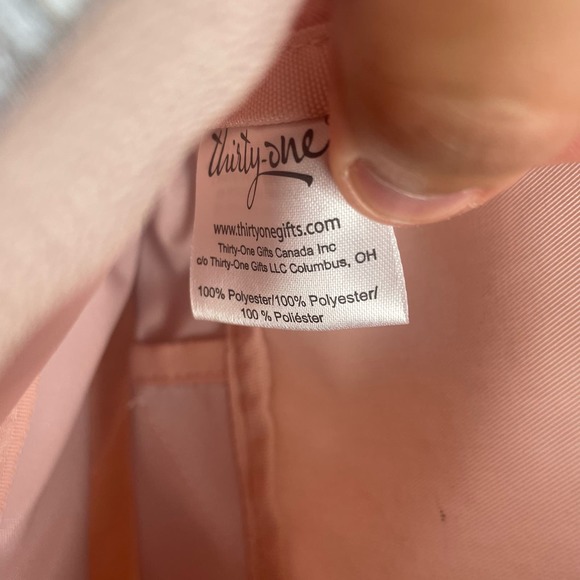 thirty-one
www.thirtyonegifts.com
Thirty-One Gifts Canada Inc
c/o Thirty-One Gifts LLC Columbus, OH
100% Polyester/100% Polyester/
100 % Poliéster